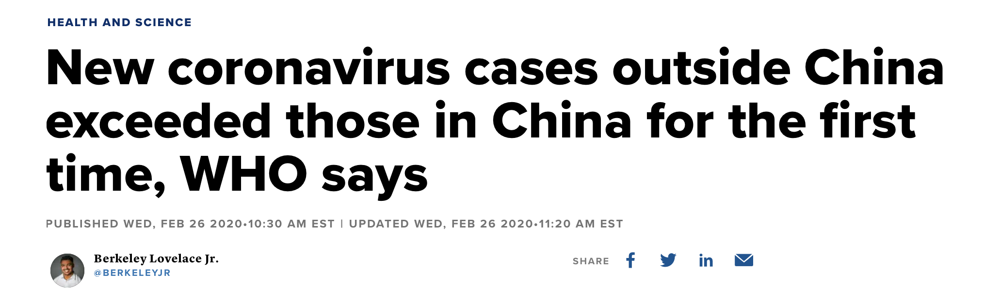 HEALTH AND SCIENCE
New coronavirus cases outside China
exceeded those in China for the first
time, WHO says
PUBLISHED WED, FEB 26 2020•10:30 AM EST | UPDATED WED, FEB 26 2020•11:20 AM EST
Berkeley Lovelace Jr.
@BERKELEYJR
SHARE